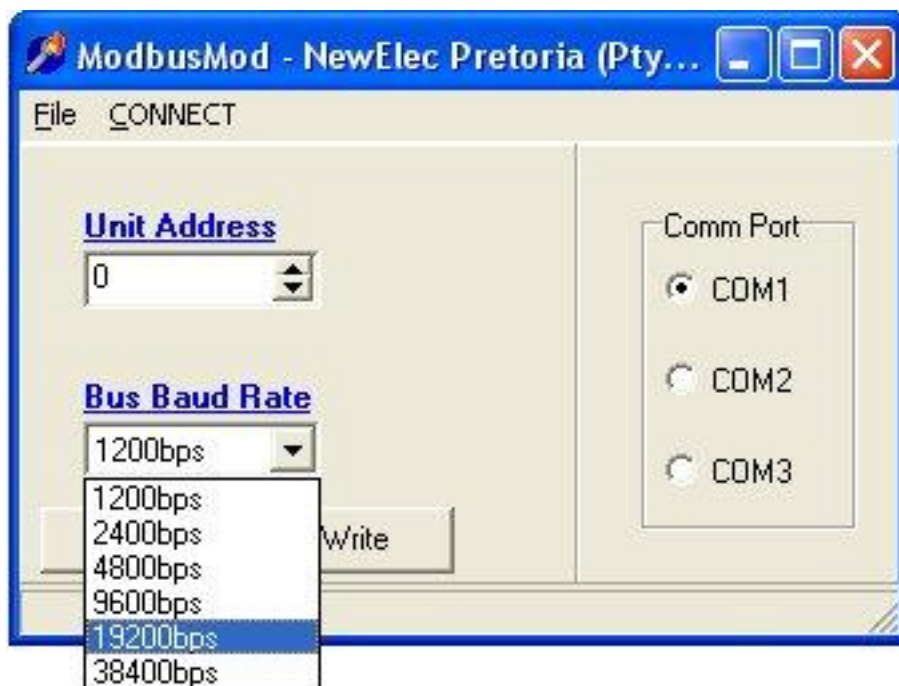 ModbusMod - NewElec Pretoria (Pty...
File CONNECT
Unit Address
0
Bus Baud Rate
1200bps
1200bps
2400bps
4800bps
9600bps
19200bps
38400bps
Write
Comm Port
COM1
COM2
COM3